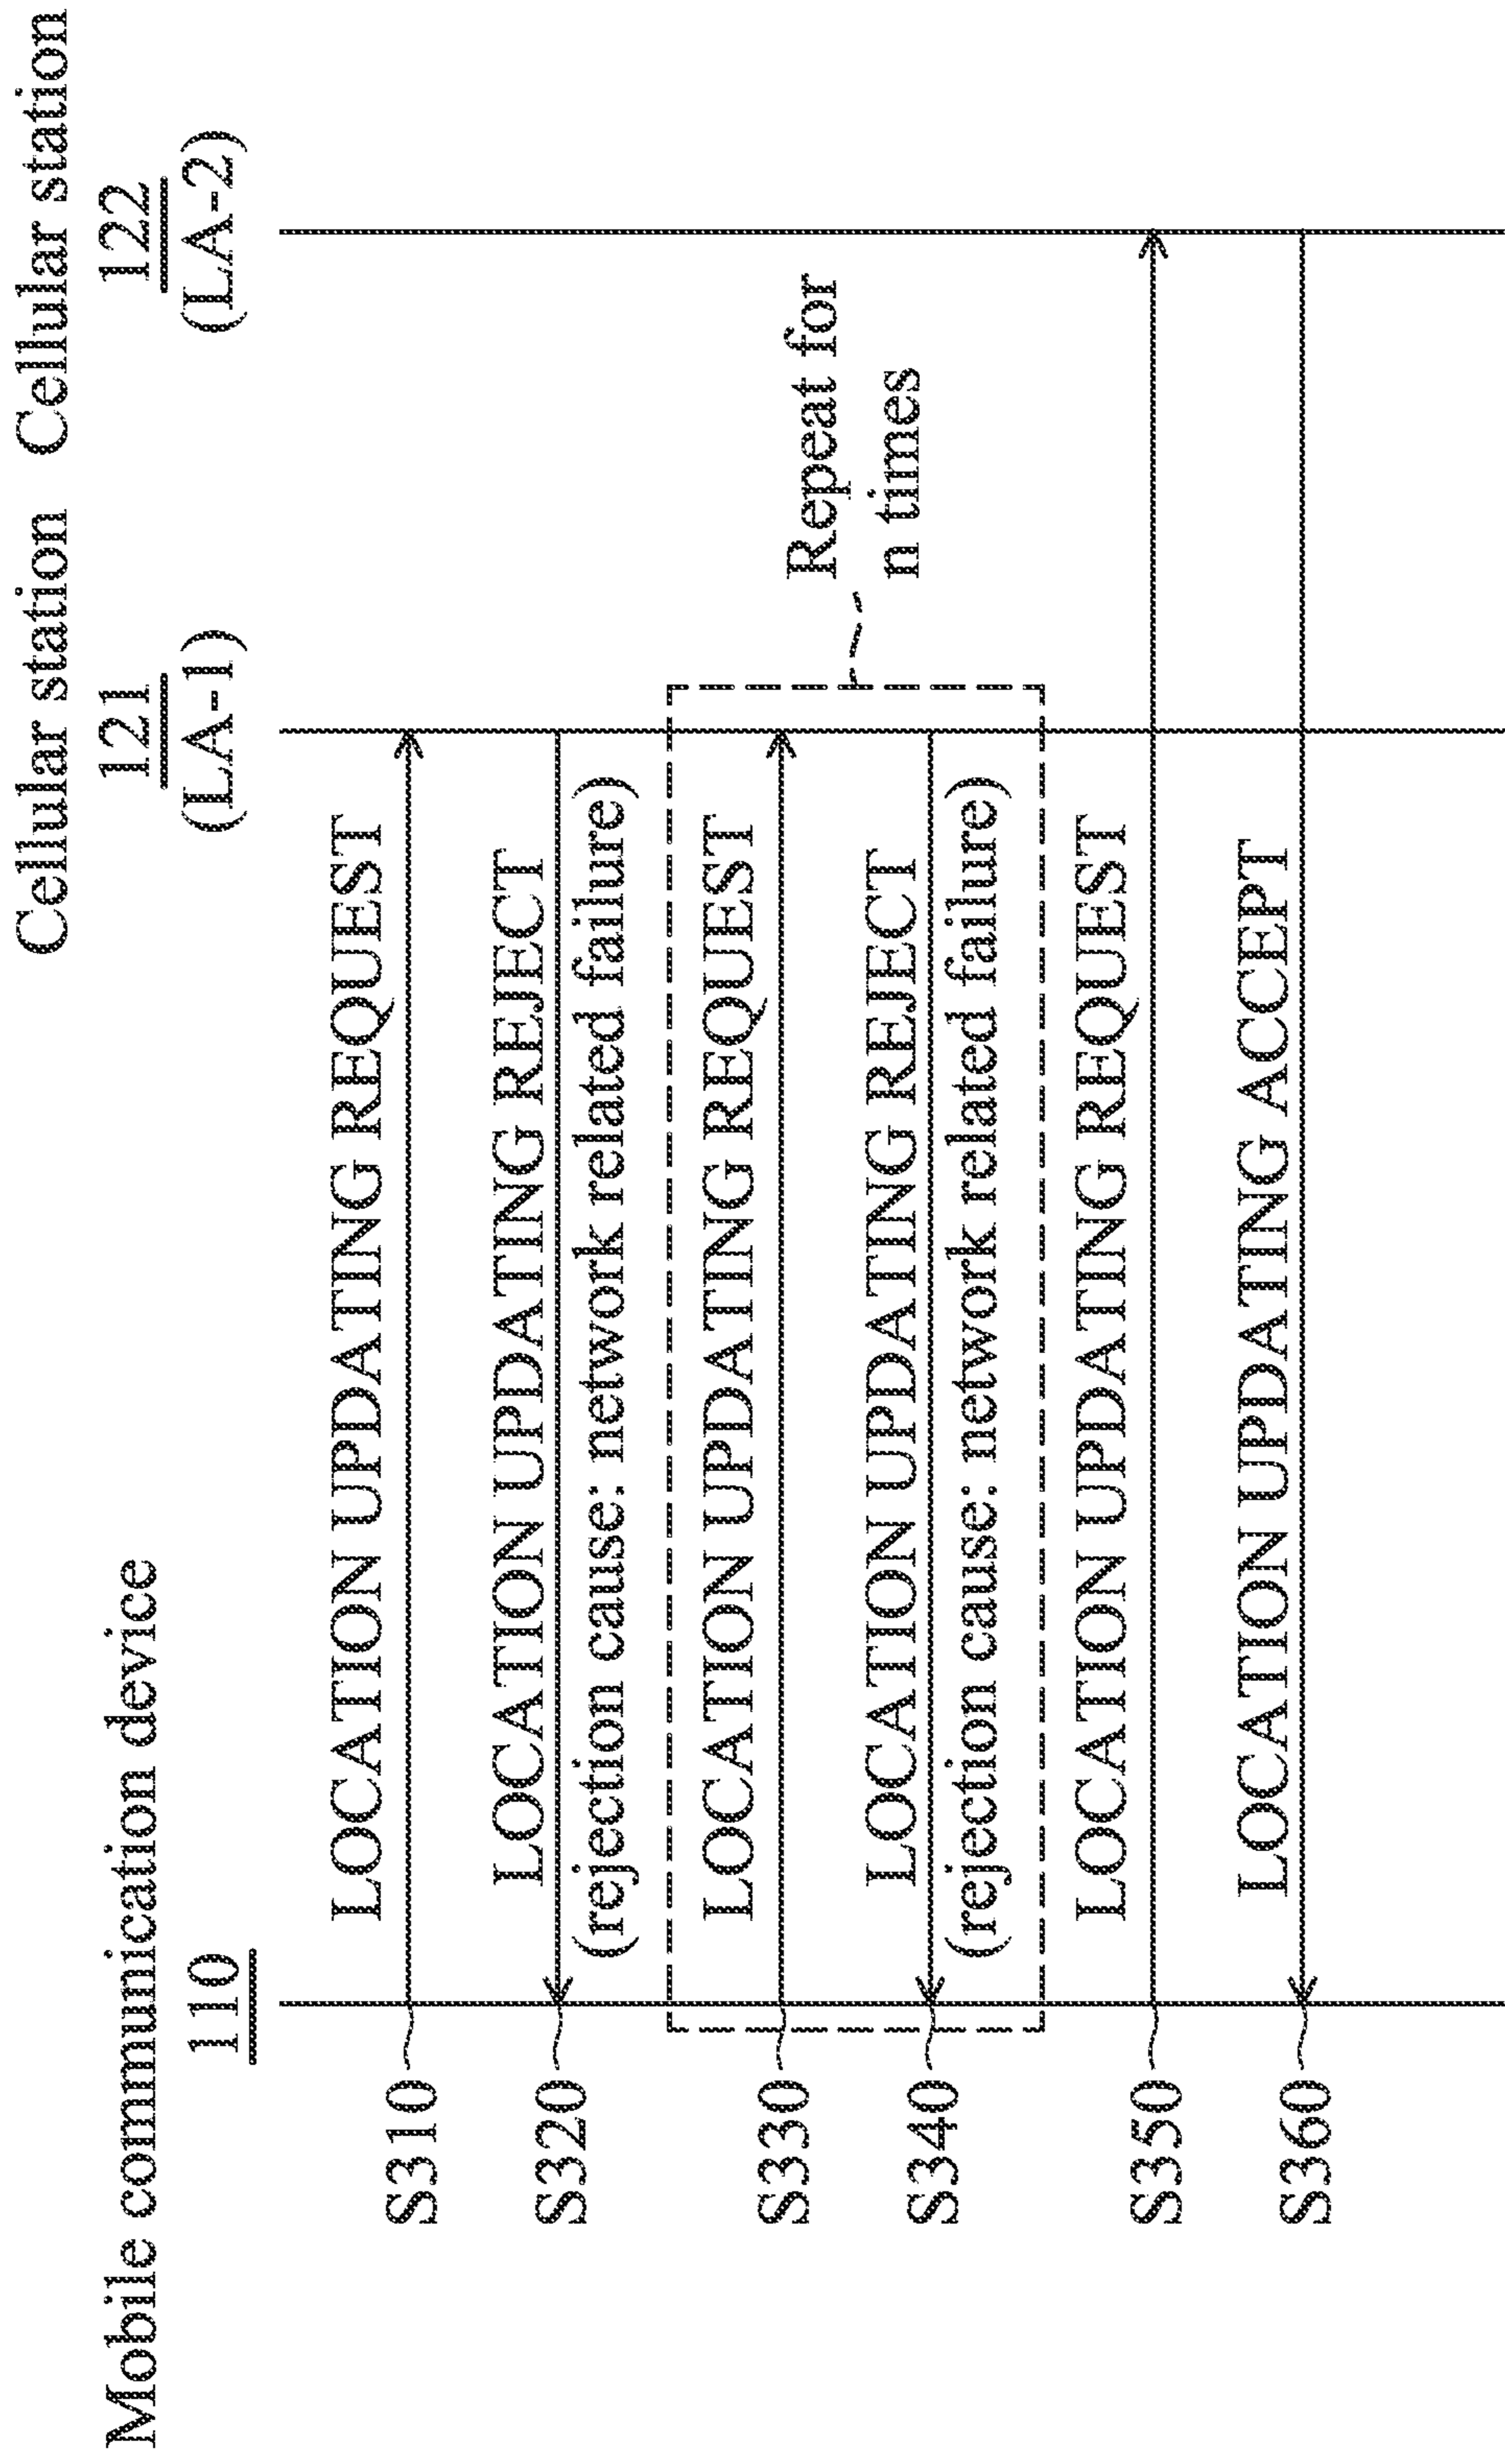 Mobile communication device
110
Cellular station
121
(LA-1)
Cellular station
122
(LA-2)
S310
LOCATION UPDATING REQUEST
S320
LOCATION UPDATING REJECT
(rejection cause: network related failure)
S330
LOCATION UPDATING REQUEST
S340
LOCATION UPDATING REJECT
(rejection cause: network related failure)
Repeat for
n times
S350
LOCATION UPDATING REQUEST
S360
LOCATION UPDATING ACCEPT